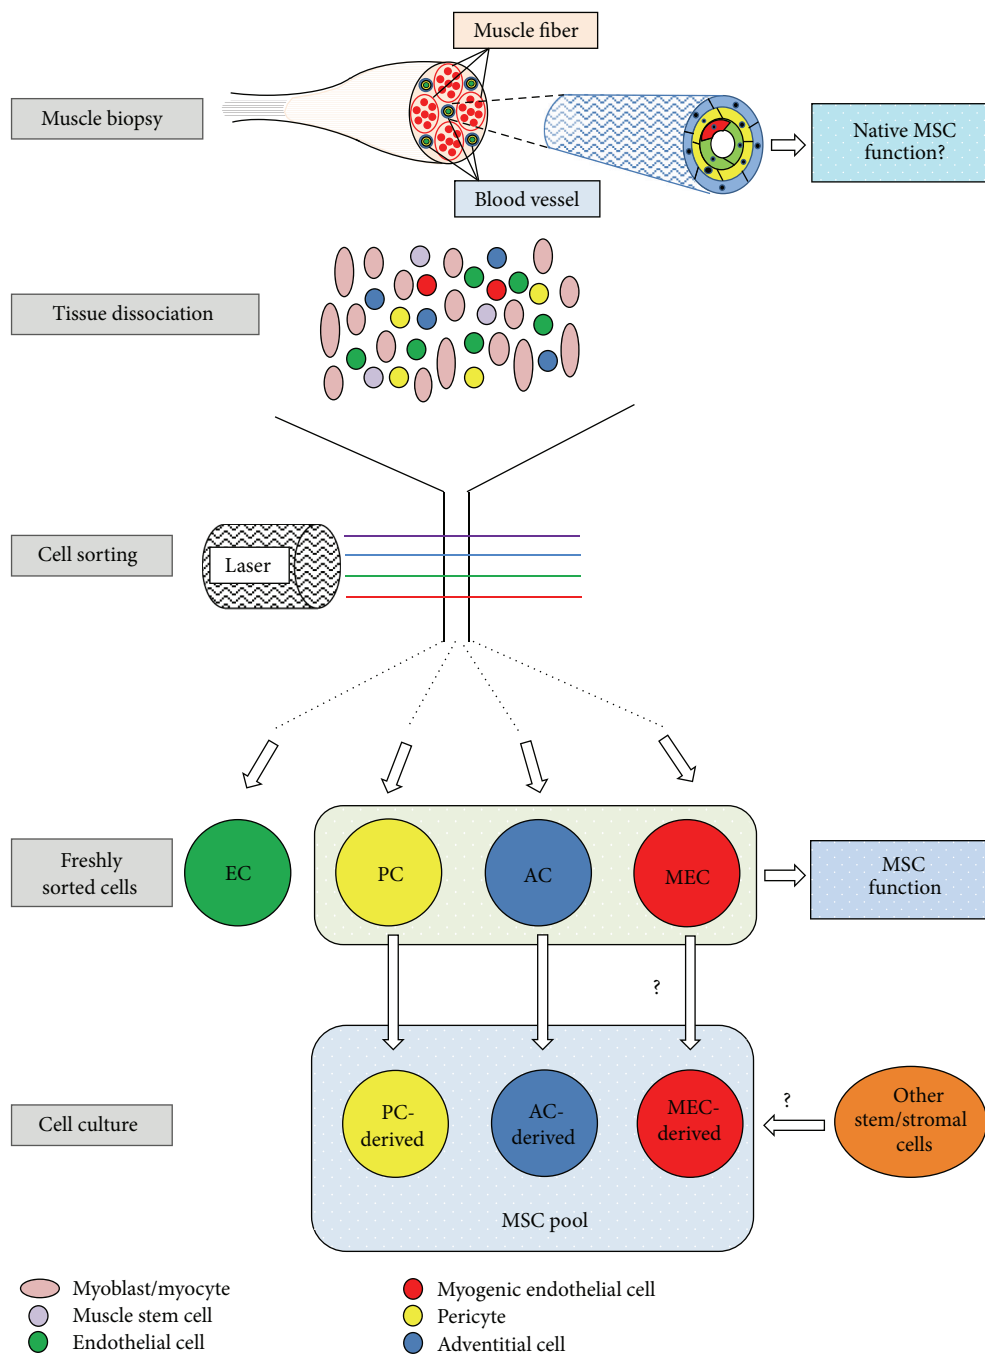 Muscle fiber
Muscle biopsy
Native MSC
function?
Blood vessel
Tissue dissociation
Cell sorting
Laser
Freshly
sorted cells
EC
PC
AC
MEC
MSC
function
?
Cell culture
PC-
derived
AC-
derived
MEC-
derived
?
Other
stem/stromal
cells
MSC pool
Myoblast/myocyte
Muscle stem cell
Endothelial cell
Myogenic endothelial cell
Pericyte
Adventitial cell